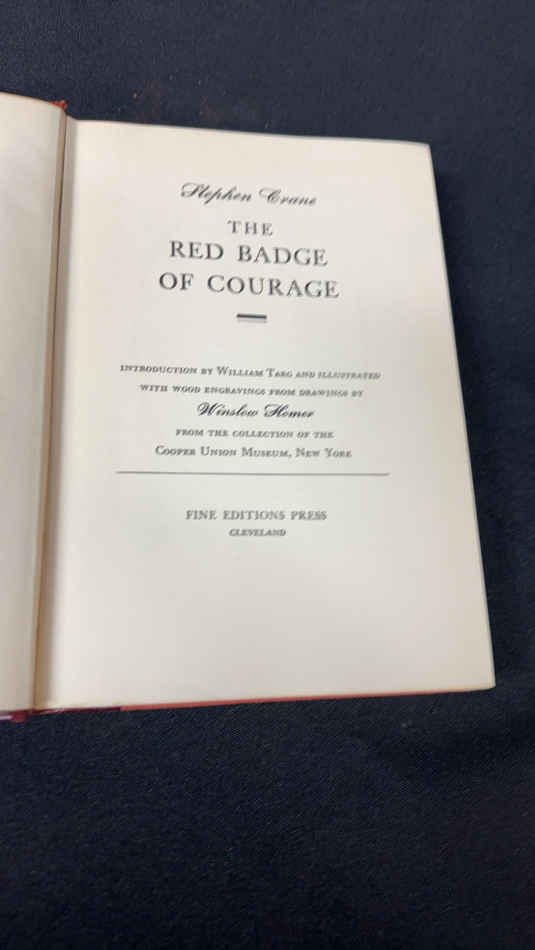 Stephen Crane
THE
RED BADGE
OF COURAGE
INTRODUCTION BY WILLIAM TARG AND ILLUSTRATED
WITH WOOD ENGRAVINGS FROM DRAWINGS BY
Winslow Homer
FROM THE COLLECTION OF THE
COOPER UNION MUSEUM, NEW YORK
FINE EDITIONS PRESS
CLEVELAND